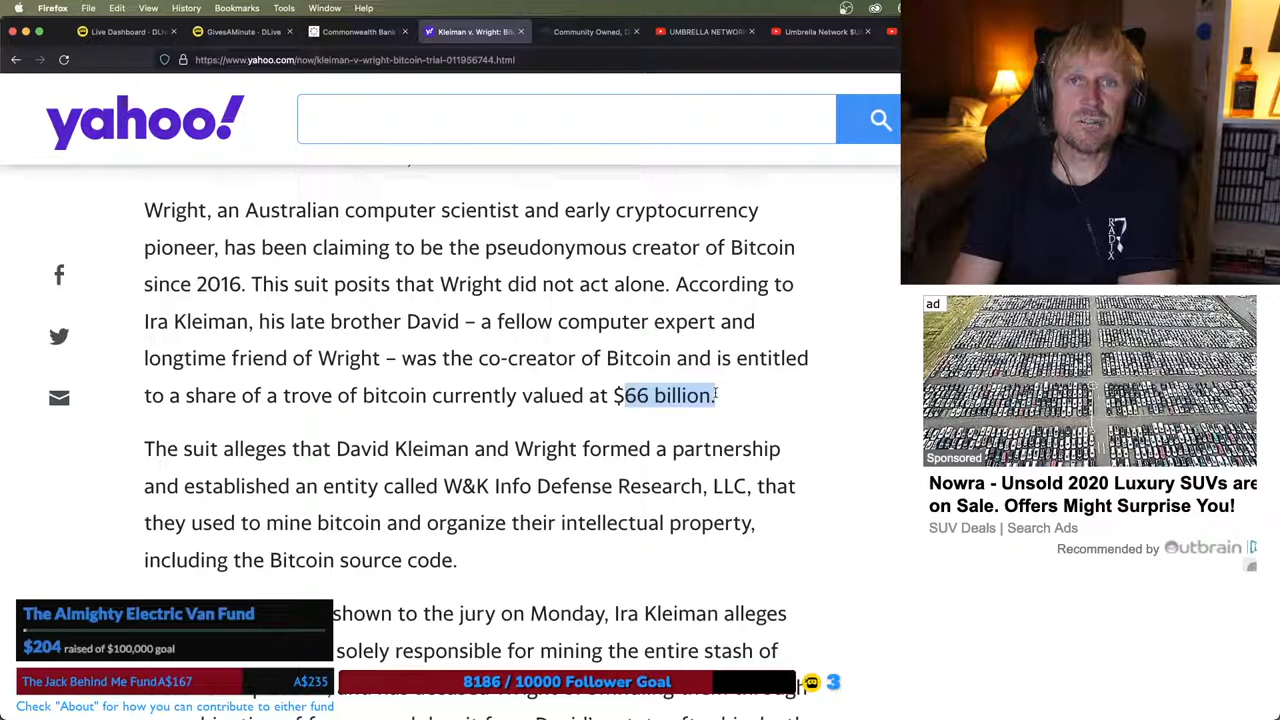 Firefox File Edit View History Bookmarks Tools Window Help
Live Dashboard - DLiv
GivesAMinute - DLive
Commonwealth Bank
Kleiman v. Wright: Bit
Community Owned, D
UMBRELLA NETWOR
Umbrella Network $U
https://www.yahoo.com/now/kleiman-v-wright-bitcoin-trial-011956744.html
yahoo!
Wright, an Australian computer scientist and early cryptocurrency
pioneer, has been claiming to be the pseudonymous creator of Bitcoin
since 2016. This suit posits that Wright did not act alone. According to
Ira Kleiman, his late brother David – a fellow computer expert and
longtime friend of Wright – was the co-creator of Bitcoin and is entitled
to a share of a trove of bitcoin currently valued at $66 billion.
The suit alleges that David Kleiman and Wright formed a partnership
and established an entity called W&K Info Defense Research, LLC, that
they used to mine bitcoin and organize their intellectual property,
including the Bitcoin source code.
shown to the jury on Monday, Ira Kleiman alleges
solely responsible for mining the entire stash of
RADIX
ad
Sponsored
Nowra - Unsold 2020 Luxury SUVs are
on Sale. Offers Might Surprise You!
SUV Deals | Search Ads
Recommended by Outbrain
The Almighty Electric Van Fund
$204 raised of $100,000 goal
The Jack Behind Me Fund A$167 A$235
8186 / 10000 Follower Goal
3
Check "About" for how you can contribute to either fund